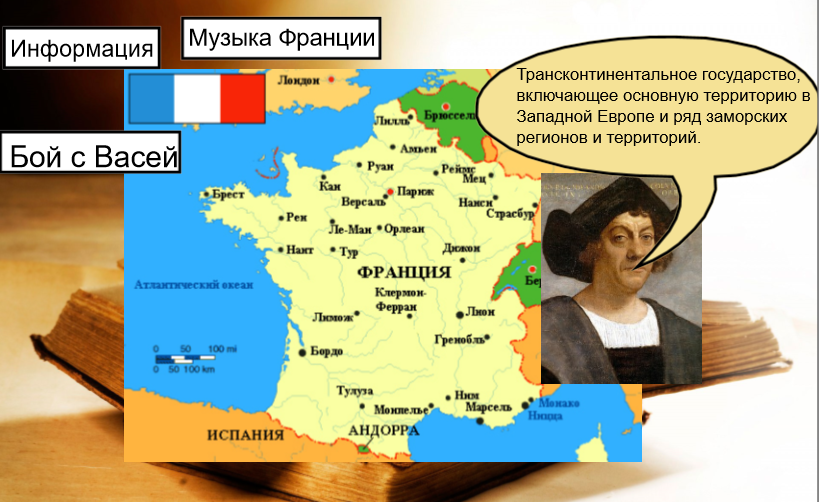 Информация
Музыка Франции
Бой с Васей
Трансконтинентальное государство,
включающее основную территорию в
Западной Европе и ряд заморских
регионов и территорий.
Лондон
Брюссель
Лилль
Амьен
Руан
Реймс
Мец
Кан
Париж
Версаль
Нанси
Страсбур
Брест
Рен
Ле-Ман
Орлеан
Нант
Тур
Дижон
ФРАНЦИЯ
Бер
Атлантический океан
Клермон-
Ферран
Лимож
Лион
Гренобль
0 50 100 mi
0 50 100 km
Бордо
Тулуза
Ним
Монпелье
Марсель
Монако
Ницца
ИСПАНИЯ
АНДОРРА